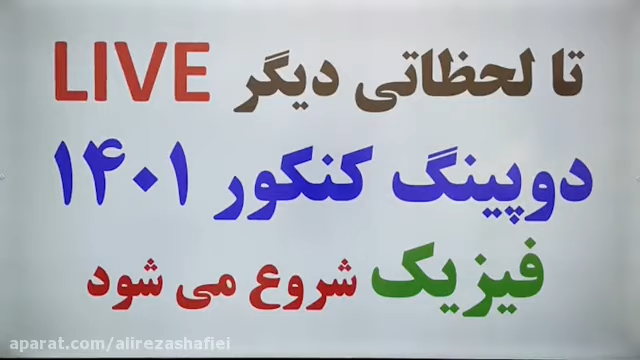 تا لحظاتی دیگر LIVE
دوپینگ کنکور ۱۴۰۱
فیزیک شروع می شود
aparat.com/alirezashafiei